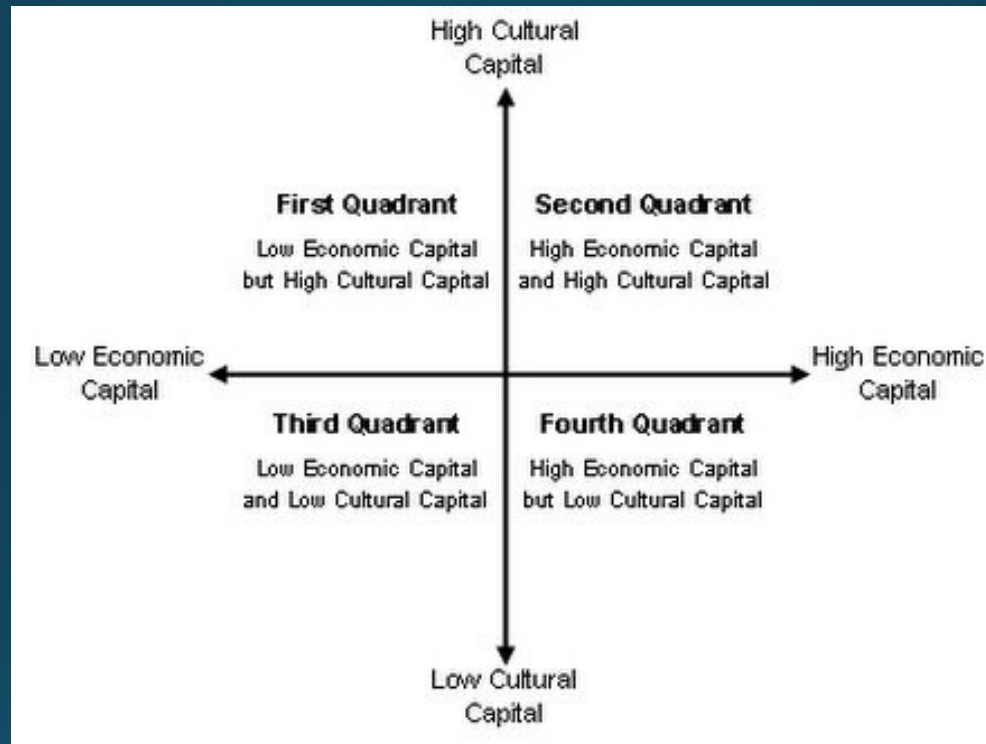 High Cultural
Capital
First Quadrant
Low Economic Capital
but High Cultural Capital
Second Quadrant
High Economic Capital
and High Cultural Capital
Low Economic
Capital
High Economic
Capital
Third Quadrant
Low Economic Capital
and Low Cultural Capital
Fourth Quadrant
High Economic Capital
but Low Cultural Capital
Low Cultural
Capital